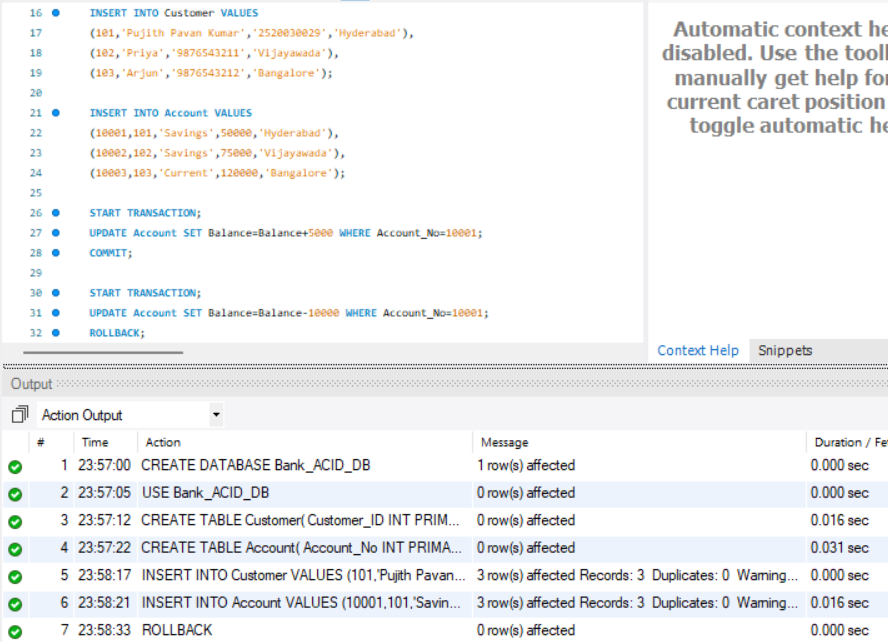 16 INSERT INTO Customer VALUES
17 (101,'Pujith Pavan Kumar','2520030029','Hyderabad'),
18 (102,'Priya','9876543211','Vijayawada'),
19 (103,'Arjun','9876543212','Bangalore');
20
21 INSERT INTO Account VALUES
22 (10001,101,'Savings',50000,'Hyderabad'),
23 (10002,102,'Savings',75000,'Vijayawada'),
24 (10003,103,'Current',120000,'Bangalore');
25
26 START TRANSACTION;
27 UPDATE Account SET Balance=Balance+5000 WHERE Account_No=10001;
28 COMMIT;
29
30 START TRANSACTION;
31 UPDATE Account SET Balance=Balance-10000 WHERE Account_No=10001;
32 ROLLBACK;
Automatic context he
disabled. Use the tool
manually get help fo
current caret position
toggle automatic he
Context Help Snippets
Output
Action Output
# Time Action Message Duration / Fe
1 23:57:00 CREATE DATABASE Bank_ACID_DB 1 row(s) affected 0.000 sec
2 23:57:05 USE Bank_ACID_DB 0 row(s) affected 0.000 sec
3 23:57:12 CREATE TABLE Customer( Customer_ID INT PRIM... 0 row(s) affected 0.016 sec
4 23:57:22 CREATE TABLE Account( Account_No INT PRIMA... 0 row(s) affected 0.031 sec
5 23:58:17 INSERT INTO Customer VALUES (101,'Pujith Pavan... 3 row(s) affected Records: 3 Duplicates: 0 Warning... 0.000 sec
6 23:58:21 INSERT INTO Account VALUES (10001,101,'Savin... 3 row(s) affected Records: 3 Duplicates: 0 Warning... 0.016 sec
7 23:58:33 ROLLBACK 0 row(s) affected 0.000 sec